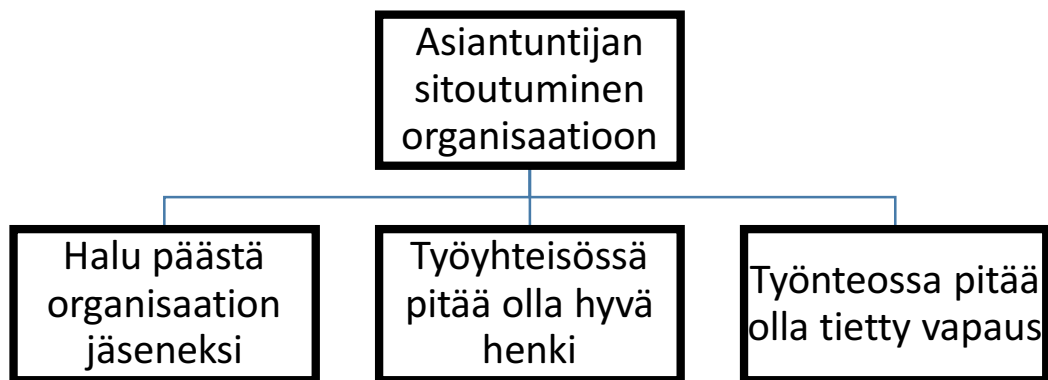 Asiantuntijan
sitoutuminen
organisaatioon
Halu päästä
organisaation
jäseneksi
Työyhteisössä
pitää olla hyvä
henki
Työnteossa pitää
olla tietty vapaus